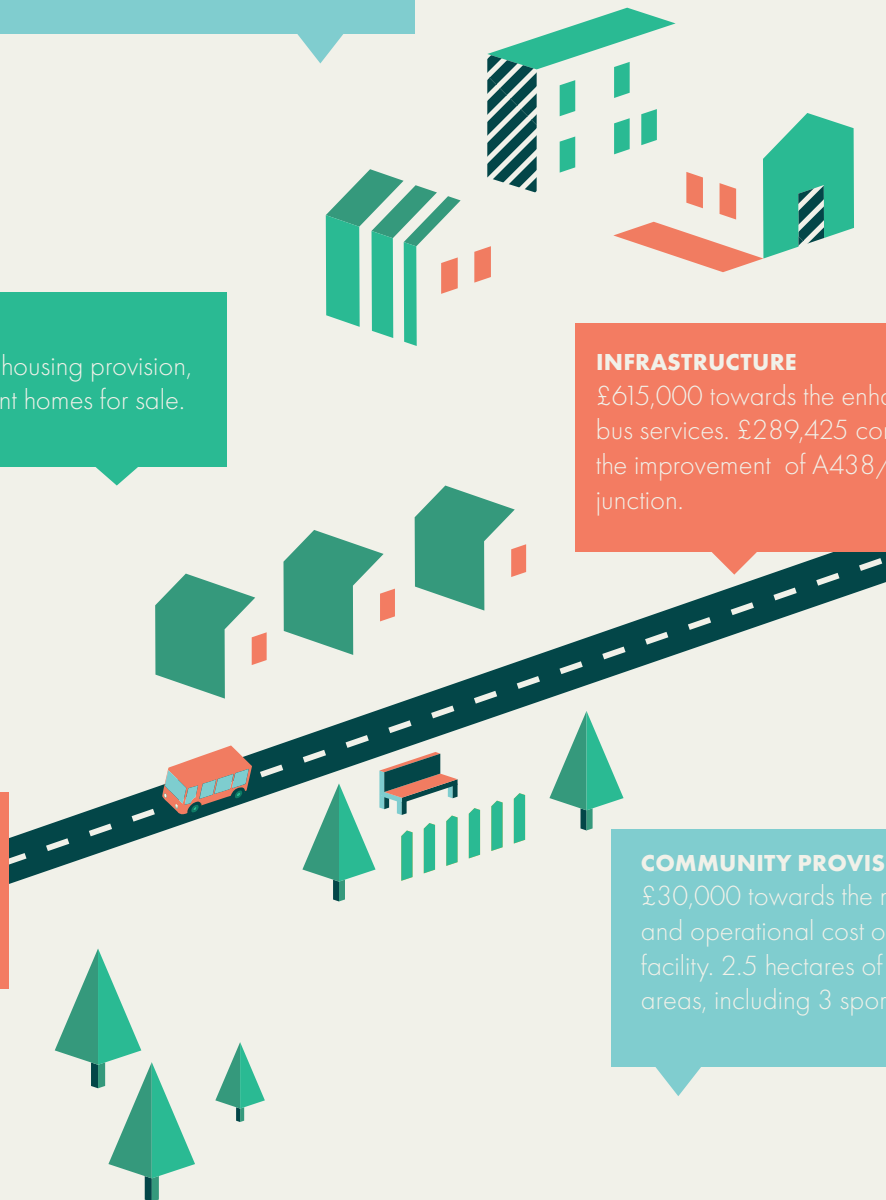 housing provision,
nt homes for sale.
INFRASTRUCTURE
£615,000 towards the enha
bus services. £289,425 con
the improvement of A438/
junction.
COMMUNITY PROVIS
£30,000 towards the r
and operational cost o
facility. 2.5 hectares of
areas, including 3 spor